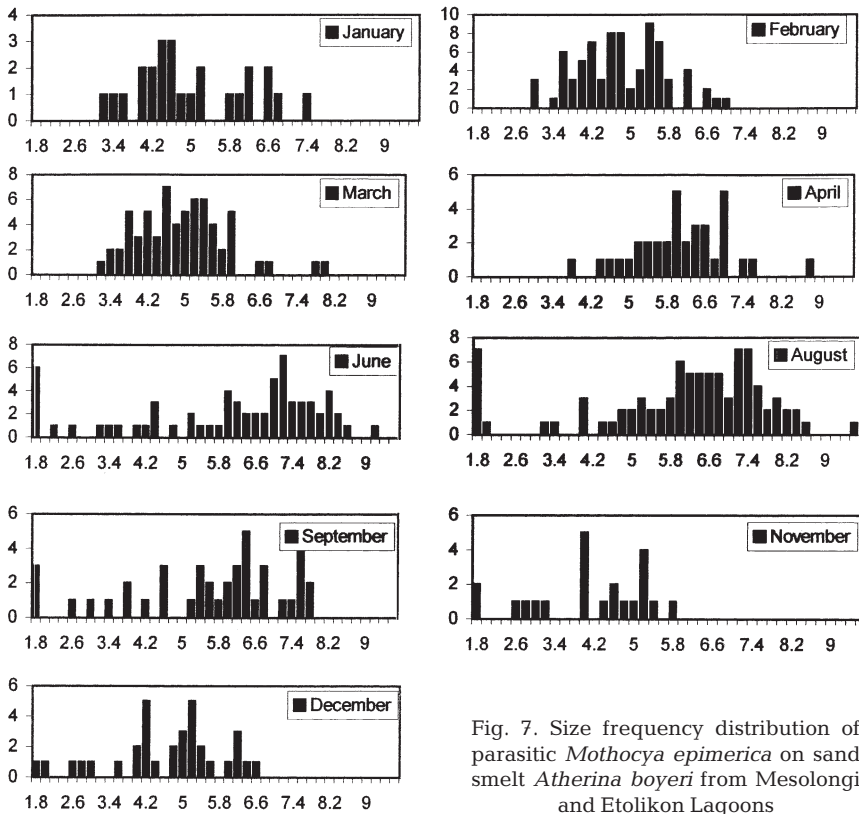 4
3
2
1
0
January
1.8 2.6 3.4 4.2 5 5.8 6.6 7.4 8.2 9
10
8
6
4
2
0
February
1.8 2.6 3.4 4.2 5 5.8 6.6 7.4 8.2 9
8
6
4
2
0
March
1.8 2.6 3.4 4.2 5 5.8 6.6 7.4 8.2 9
6
4
2
0
April
1.8 2.6 3.4 4.2 5 5.8 6.6 7.4 8.2 9
8
6
4
2
0
June
1.8 2.6 3.4 4.2 5 5.8 6.6 7.4 8.2 9
8
6
4
2
0
August
1.8 2.6 3.4 4.2 5 5.8 6.6 7.4 8.2 9
6
4
2
0
September
1.8 2.6 3.4 4.2 5 5.8 6.6 7.4 8.2 9
6
4
2
0
November
1.8 2.6 3.4 4.2 5 5.8 6.6 7.4 8.2 9
6
4
2
0
December
1.8 2.6 3.4 4.2 5 5.8 6.6 7.4 8.2 9
Fig. 7. Size frequency distribution of
parasitic Mothocya epimerica on sand
smelt Atherina boyeri from Mesolongi
and Etolikon Lagoons